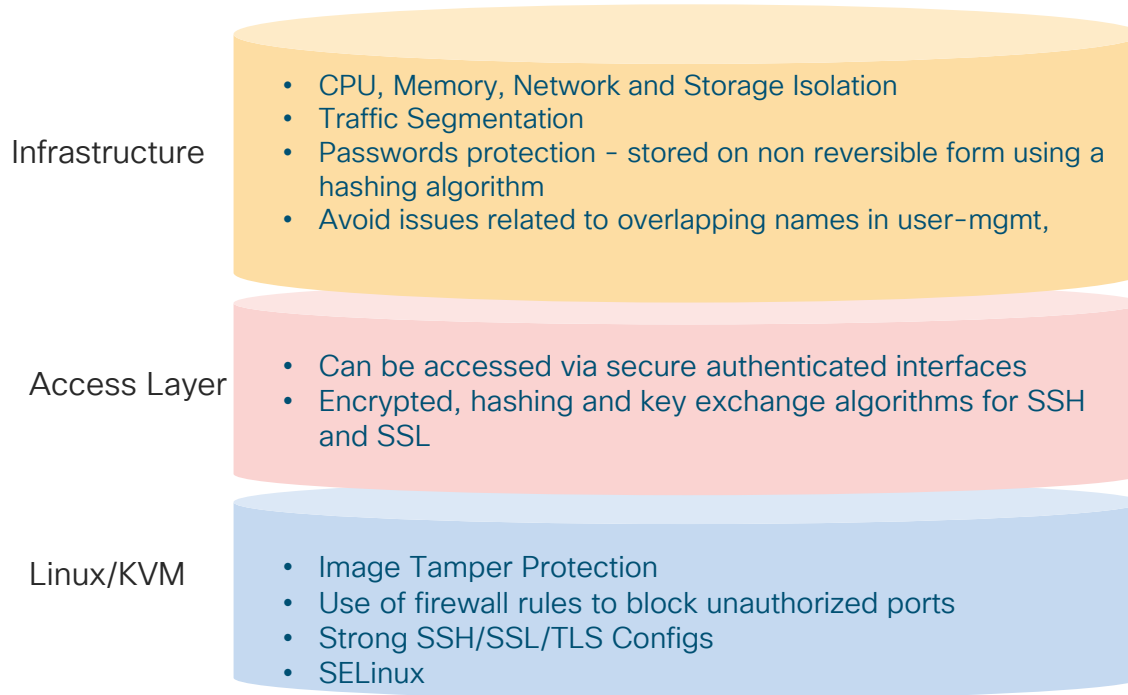 Infrastructure
• CPU, Memory, Network and Storage Isolation
• Traffic Segmentation
• Passwords protection – stored on non reversible form using a
hashing algorithm
• Avoid issues related to overlapping names in user-mgmt,
Access Layer
• Can be accessed via secure authenticated interfaces
• Encrypted, hashing and key exchange algorithms for SSH
and SSL
Linux/KVM
• Image Tamper Protection
• Use of firewall rules to block unauthorized ports
• Strong SSH/SSL/TLS Configs
• SELinux